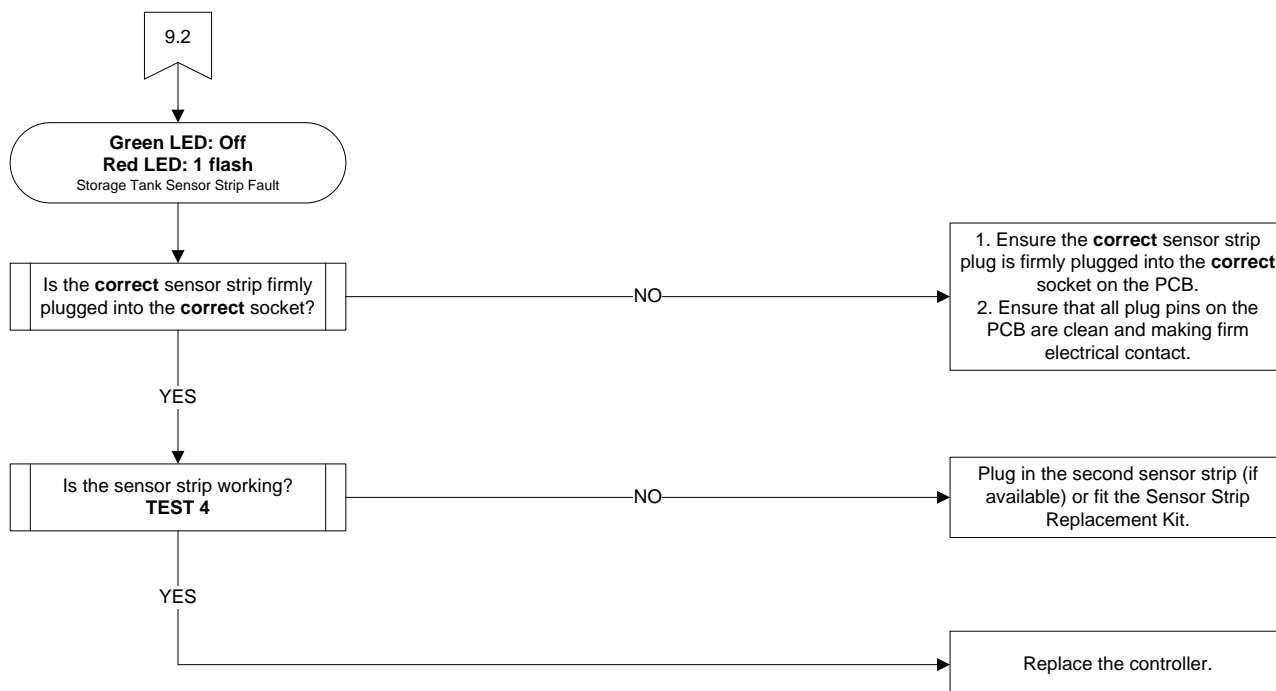 9.2
Green LED: Off
Red LED: 1 flash
Storage Tank Sensor Strip Fault
Is the correct sensor strip firmly
plugged into the correct socket?
NO
1. Ensure the correct sensor strip
plug is firmly plugged into the correct
socket on the PCB.
2. Ensure that all plug pins on the
PCB are clean and making firm
electrical contact.
YES
Is the sensor strip working?
TEST 4
NO
Plug in the second sensor strip (if
available) or fit the Sensor Strip
Replacement Kit.
YES
Replace the controller.